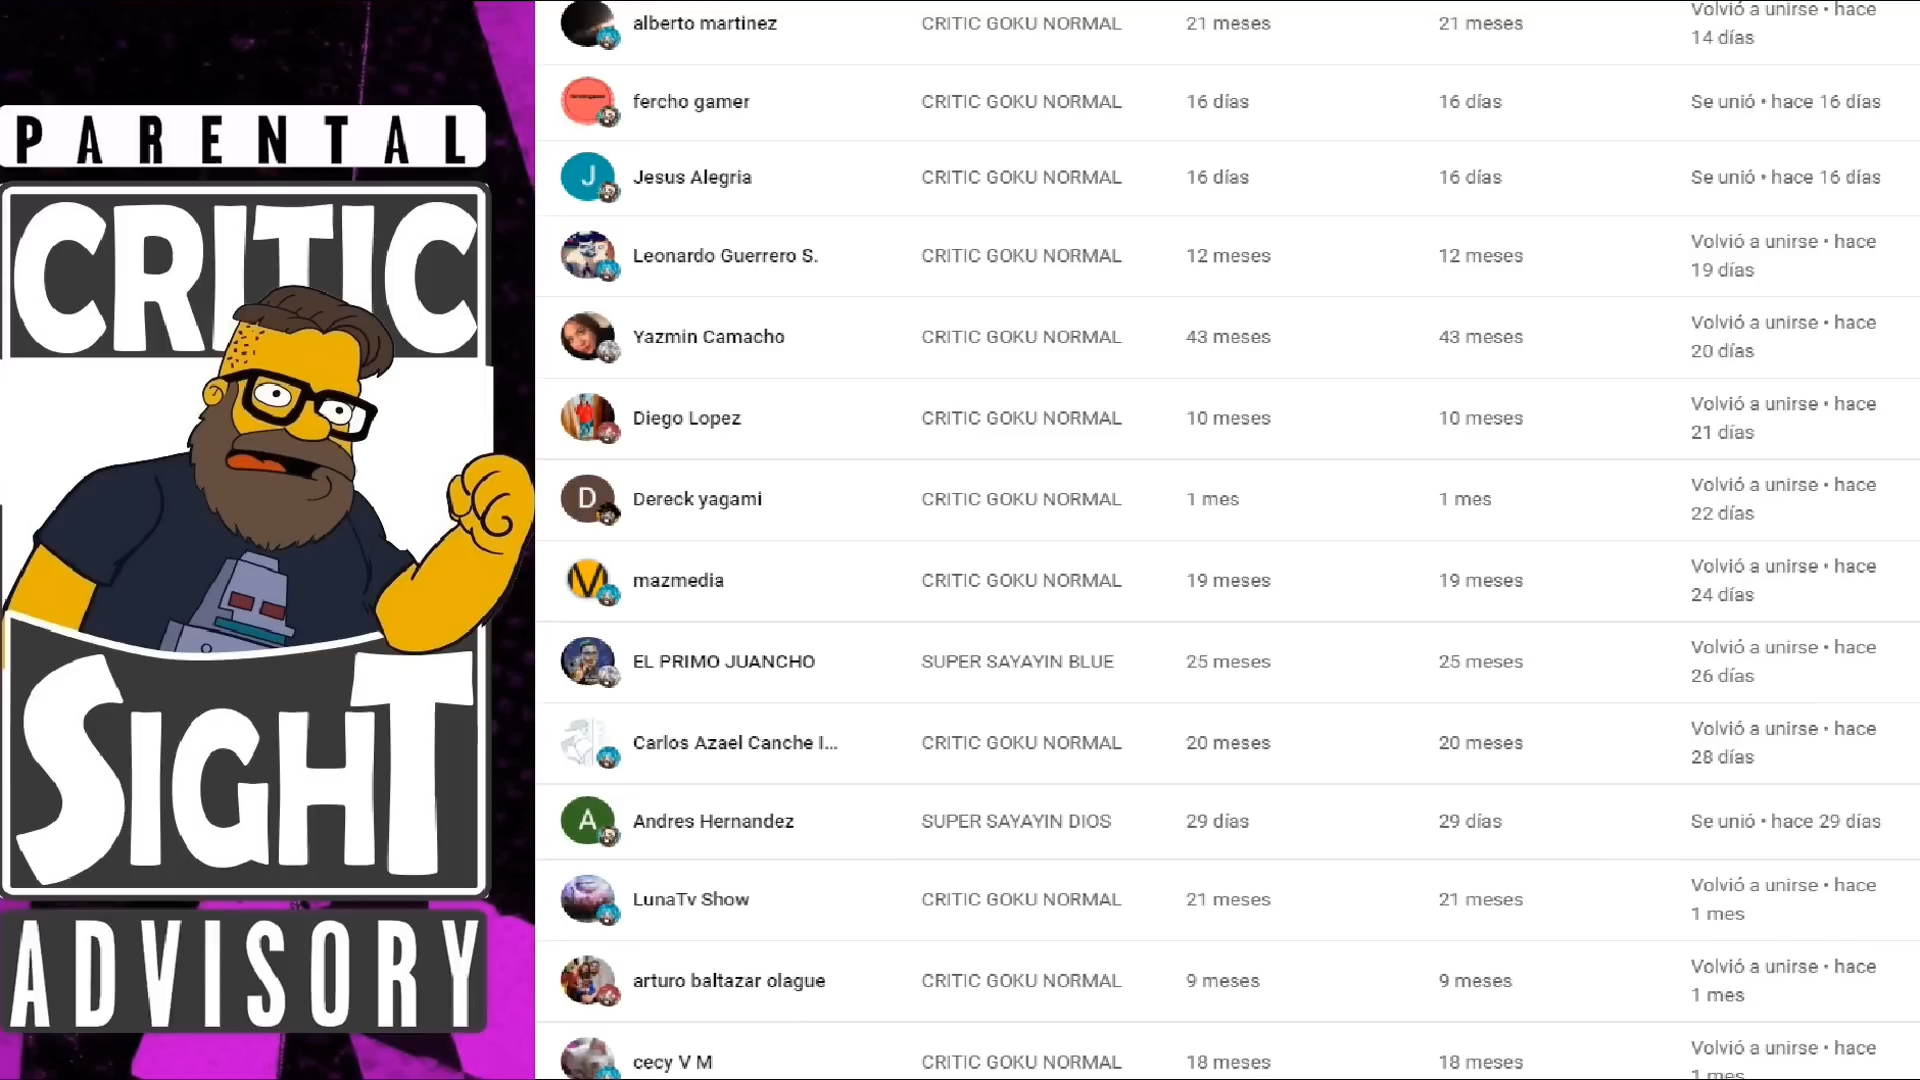 PARENTAL
CRITIC
SIGHT
ADVISORY
alberto martinez CRITIC GOKU NORMAL 21 meses 21 meses Volvió a unirse • hace
14 días
fercho gamer CRITIC GOKU NORMAL 16 días 16 días Se unió • hace 16 días
J Jesus Alegria CRITIC GOKU NORMAL 16 días 16 días Se unió • hace 16 días
Leonardo Guerrero S. CRITIC GOKU NORMAL 12 meses 12 meses Volvió a unirse • hace
19 días
Yazmin Camacho CRITIC GOKU NORMAL 43 meses 43 meses Volvió a unirse • hace
20 días
Diego Lopez CRITIC GOKU NORMAL 10 meses 10 meses Volvió a unirse • hace
21 días
D Dereck yagami CRITIC GOKU NORMAL 1 mes 1 mes Volvió a unirse • hace
22 días
mazmedia CRITIC GOKU NORMAL 19 meses 19 meses Volvió a unirse • hace
24 días
EL PRIMO JUANCHO SUPER SAYAYIN BLUE 25 meses 25 meses Volvió a unirse • hace
26 días
Carlos Azael Canche I... CRITIC GOKU NORMAL 20 meses 20 meses Volvió a unirse • hace
28 días
A Andres Hernandez SUPER SAYAYIN DIOS 29 días 29 días Se unió • hace 29 días
LunaTv Show CRITIC GOKU NORMAL 21 meses 21 meses Volvió a unirse • hace
1 mes
arturo baltazar olague CRITIC GOKU NORMAL 9 meses 9 meses Volvió a unirse • hace
1 mes
cecy V M CRITIC GOKU NORMAL 18 meses 18 meses Volvió a unirse • hace
1 mes